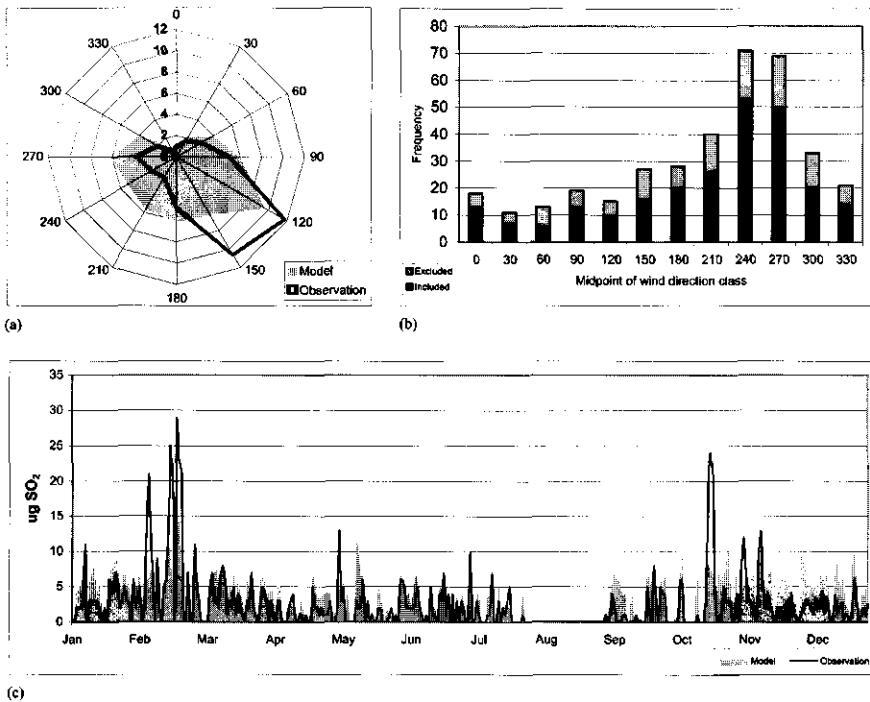 0
12
330
30
10
8
300
60
6
4
2
270
90
240
120
210
150
180
Model
Observation
(a)
80
70
60
50
40
30
20
10
0
Frequency
0 30 60 90 120 150 180 210 240 270 300 330
Excluded
Included
Midpoint of wind direction class
(b)
35
30
25
20
15
10
5
0
ug SO₂
Jan Feb Mar Apr May Jun Jul Aug Sep Oct Nov Dec
Model Observation
(c)